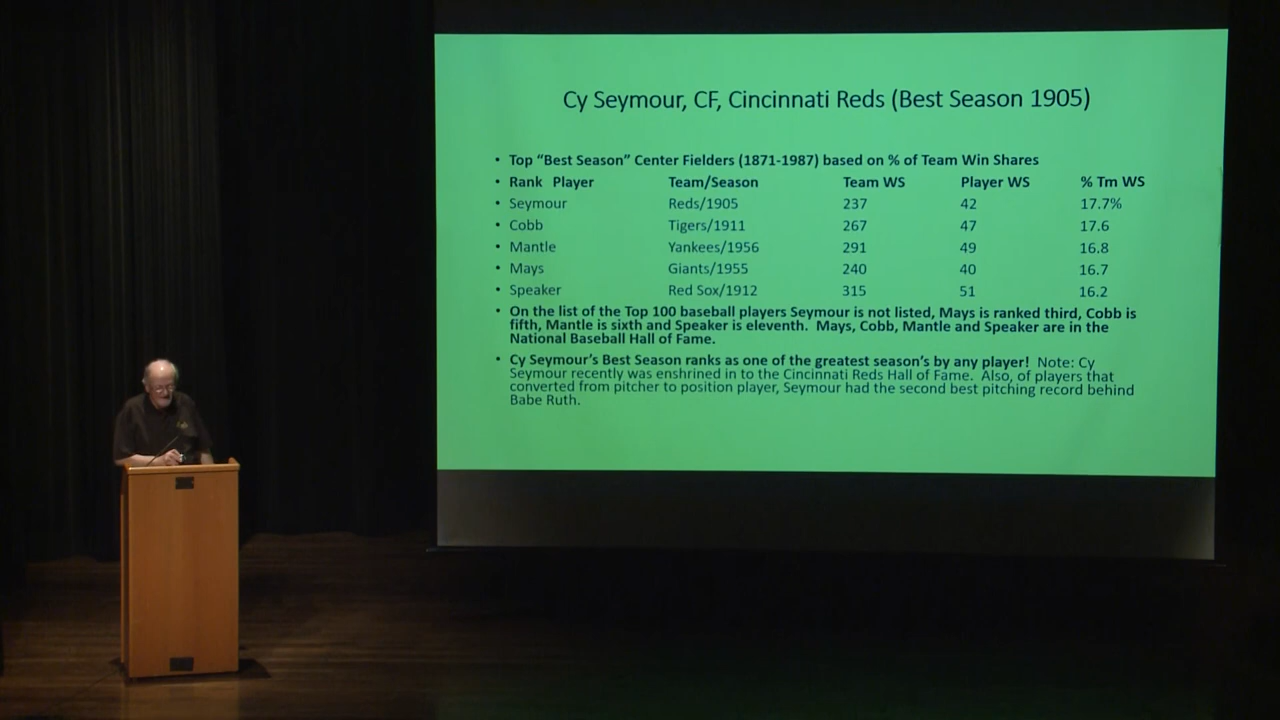 Cy Seymour, CF, Cincinnati Reds (Best Season 1905)
• Top “Best Season” Center Fielders (1871-1987) based on % of Team Win Shares
• Rank Player Team/Season Team WS Player WS % Tm WS
• Seymour Reds/1905 237 42 17.7%
• Cobb Tigers/1911 267 47 17.6
• Mantle Yankees/1956 291 49 16.8
• Mays Giants/1955 240 40 16.7
• Speaker Red Sox/1912 315 51 16.2
• On the list of the Top 100 baseball players Seymour is not listed, Mays is ranked third, Cobb is
fifth, Mantle is sixth and Speaker is eleventh. Mays, Cobb, Mantle and Speaker are in the
National Baseball Hall of Fame.
• Cy Seymour’s Best Season ranks as one of the greatest season’s by any player! Note: Cy
Seymour recently was enshrined in to the Cincinnati Reds Hall of Fame. Also, of players that
converted from pitcher to position player, Seymour had the second best pitching record behind
Babe Ruth.